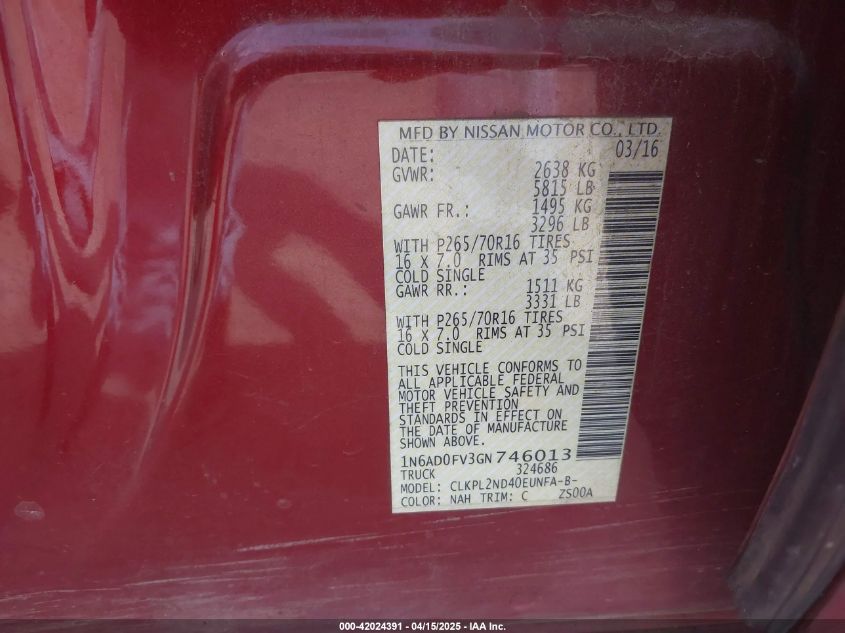 MFD BY NISSAN MOTOR CO., LTD.
DATE: 03/16
GVWR: 2638 KG
5815 LB
GAWR FR.: 1495 KG
3296 LB
WITH P265/70R16 TIRES
16 X 7.0 RIMS AT 35 PSI
COLD SINGLE
GAWR RR.: 1511 KG
3331 LB
WITH P265/70R16 TIRES
16 X 7.0 RIMS AT 35 PSI
COLD SINGLE
THIS VEHICLE CONFORMS TO
ALL APPLICABLE FEDERAL
MOTOR VEHICLE SAFETY AND
THEFT PREVENTION
STANDARDS IN EFFECT ON
THE DATE OF MANUFACTURE
SHOWN ABOVE.
1N6AD0FV3GN746013
TRUCK 324686
MODEL: CLKPL2ND40EUNFA-B-
COLOR: NAH TRIM: C ZS00A
000-42024391 - 04/15/2025 - IAA Inc.